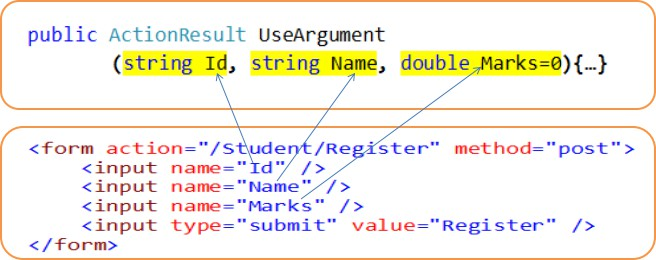 public ActionResult UseArgument
(string Id, string Name, double Marks=0){…}
<form action="/Student/Register" method="post">
<input name="Id" />
<input name="Name" />
<input name="Marks" />
<input type="submit" value="Register" />
</form>